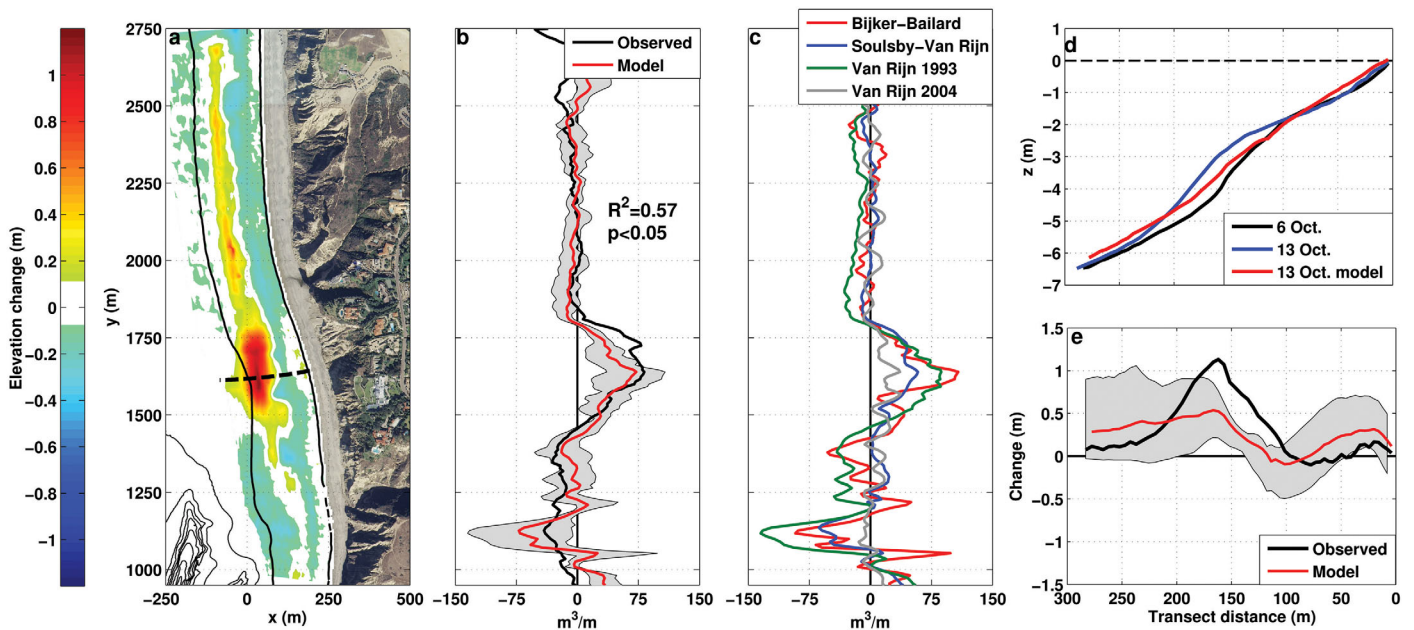 Elevation change (m)
1
0.8
0.6
0.4
0.2
0
−0.2
−0.4
−0.6
−0.8
−1
a
2750
2500
2250
2000
1750
1500
1250
1000
y (m)
−250
0
250
500
x (m)
b
Observed
Model
R²=0.57
p<0.05
−150
−75
0
75
150
m³/m
c
Bijker−Bailard
Soulsby−Van Rijn
Van Rijn 1993
Van Rijn 2004
−75
0
75
150
m³/m
d
1
0
−1
−2
−3
−4
−5
−6
−7
z (m)
6 Oct.
13 Oct.
13 Oct. model
e
1.5
1
0.5
0
−0.5
−1
−1.5
Change (m)
Observed
Model
300
250
200
150
100
50
0
Transect distance (m)